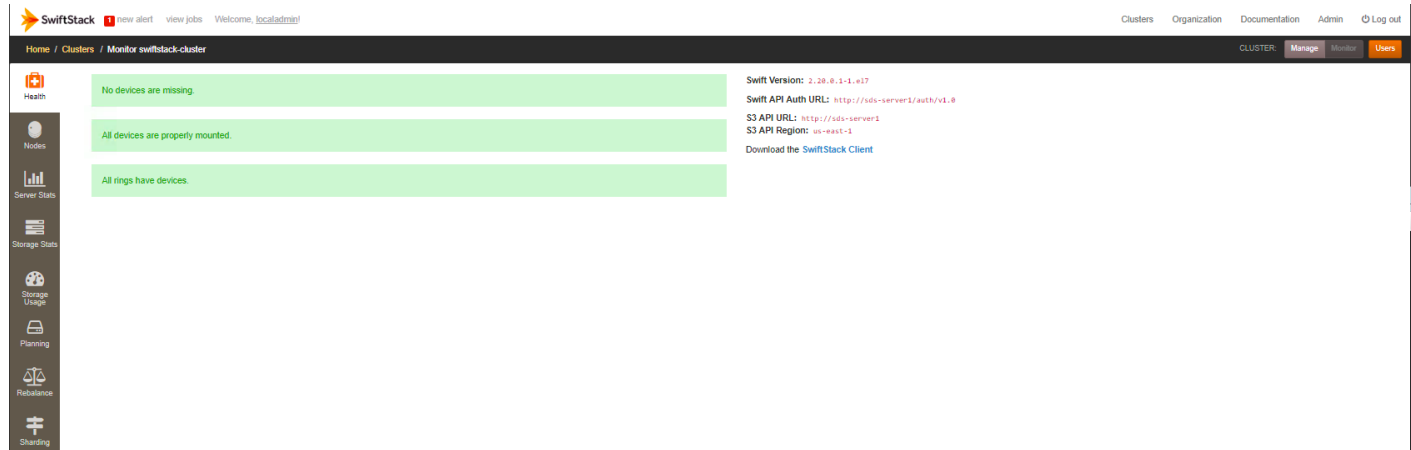 SwiftStack 1 new alert view jobs Welcome, localadmin! Clusters Organization Documentation Admin Log out
Home / Clusters / Monitor swiftstack-cluster CLUSTER: Manage Monitor Users
Health
Nodes
Server Stats
Storage Stats
Storage
Usage
Planning
Rebalance
Sharding
No devices are missing.
All devices are properly mounted.
All rings have devices.
Swift Version: 2.20.0.1-1.el7
Swift API Auth URL: http://sds-server1/auth/v1.0
S3 API URL: http://sds-server1
S3 API Region: us-east-1
Download the SwiftStack Client